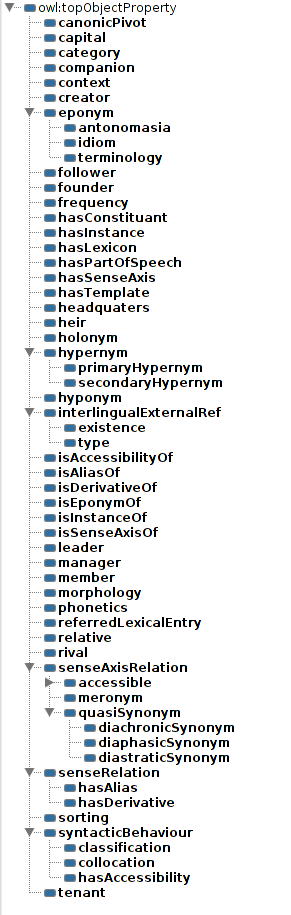 owl:topObjectProperty
canonicPivot
capital
category
companion
context
creator
eponym
antonomasia
idiom
terminology
follower
founder
frequency
hasConstituant
hasInstance
hasLexicon
hasPartOfSpeech
hasSenseAxis
hasTemplate
headquaters
heir
holonym
hypernym
primaryHypernym
secondaryHypernym
hyponym
interlingualExternalRef
existence
type
isAccessibilityOf
isAliasOf
isDerivativeOf
isEponymOf
isInstanceOf
isSenseAxisOf
leader
manager
member
morphology
phonetics
referredLexicalEntry
relative
rival
senseAxisRelation
accessible
meronym
quasiSynonym
diachronicSynonym
diaphasicSynonym
diastraticSynonym
senseRelation
hasAlias
hasDerivative
sorting
syntacticBehaviour
classification
collocation
hasAccessibility
tenant